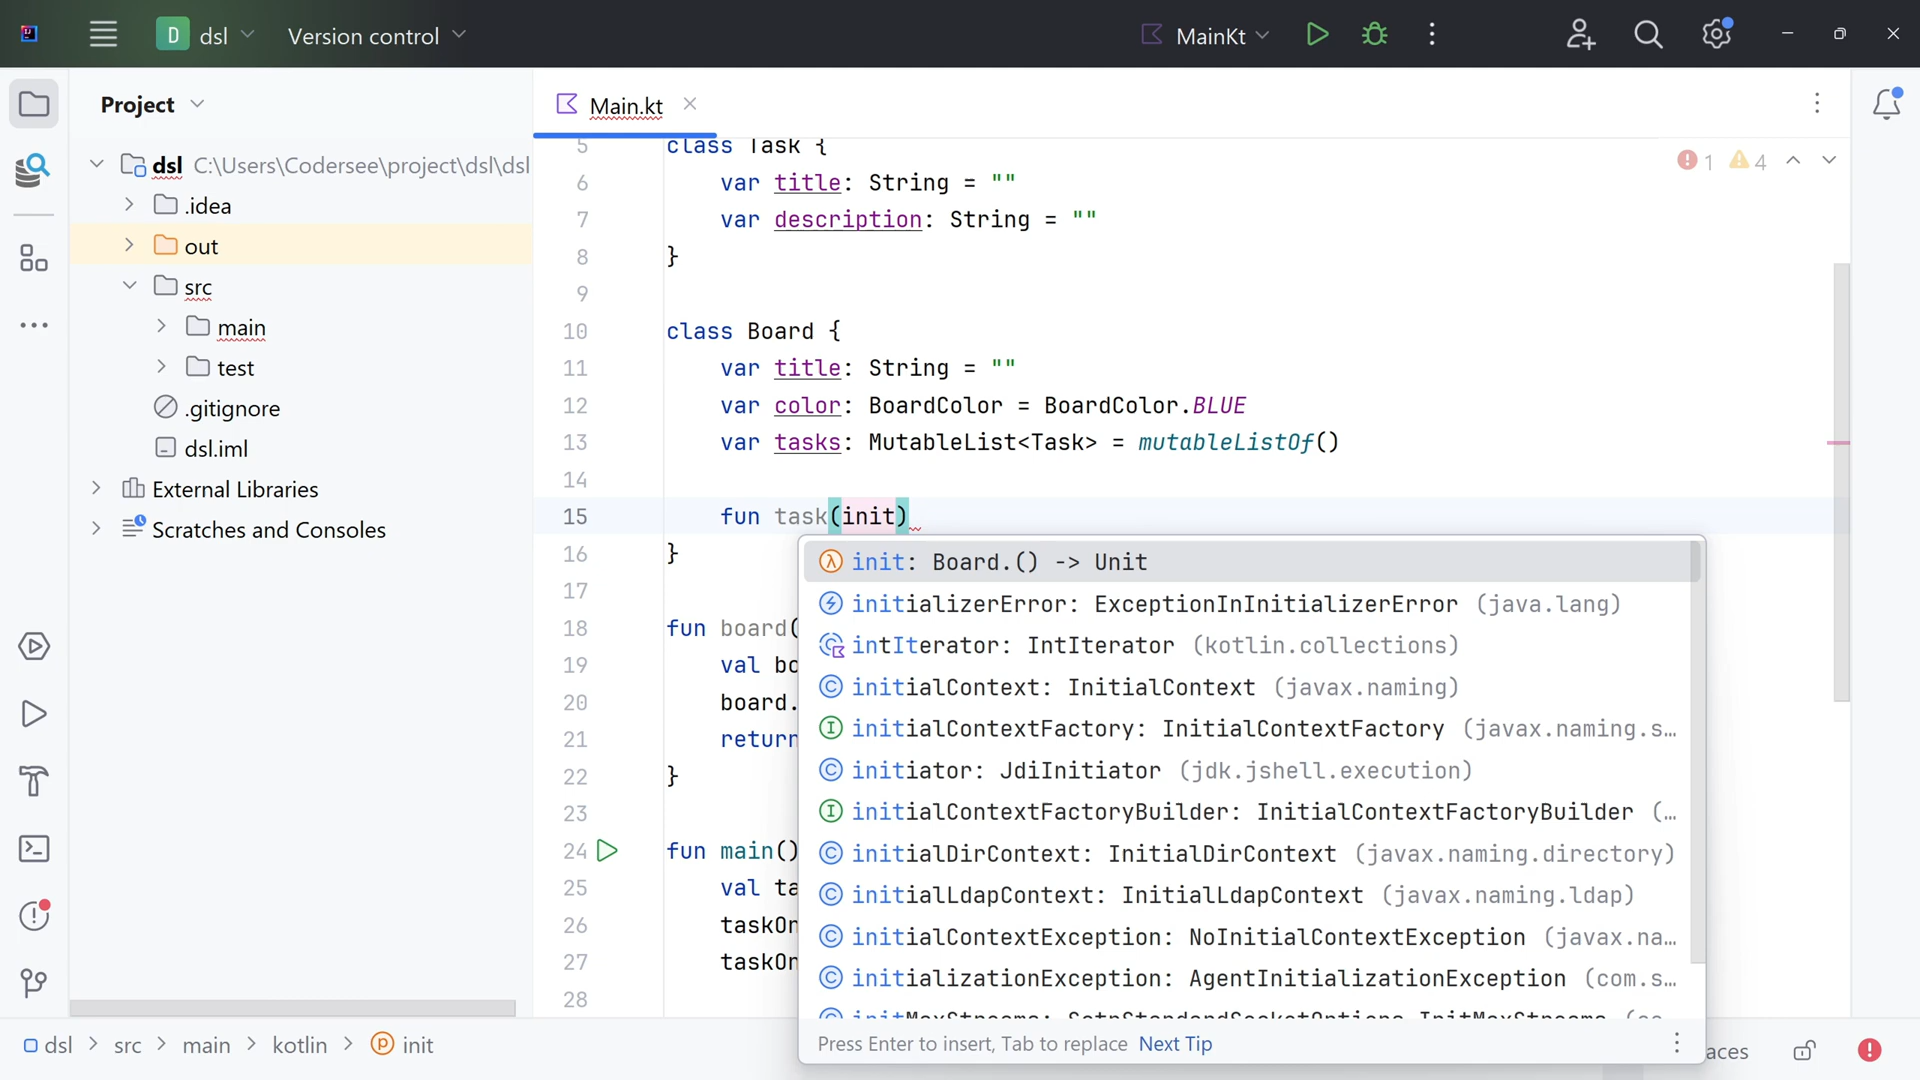 D dsl Version control MainKt
Project
Main.kt
dsl C:\Users\Codersee\project\dsl\dsl
.idea
out
src
main
test
.gitignore
dsl.iml
External Libraries
Scratches and Consoles
1 4
5 class Task {
6 var title: String = ""
7 var description: String = ""
8 }
9
10 class Board {
11 var title: String = ""
12 var color: BoardColor = BoardColor.BLUE
13 var tasks: MutableList<Task> = mutableListOf()
14
15 fun task(init)
16 }
17
18 fun board(
19 val bo
20 board.
21 return
22 }
23
24 fun main()
25 val ta
26 taskOn
27 taskOn
28
init: Board.() -> Unit
initializerError: ExceptionInInitializerError (java.lang)
intIterator: IntIterator (kotlin.collections)
initialContext: InitialContext (javax.naming)
initialContextFactory: InitialContextFactory (javax.naming.s…
initiator: JdiInitiator (jdk.jshell.execution)
initialContextFactoryBuilder: InitialContextFactoryBuilder (…
initialDirContext: InitialDirContext (javax.naming.directory)
initialLdapContext: InitialLdapContext (javax.naming.ldap)
initialContextException: NoInitialContextException (javax.na…
initializationException: AgentInitializationException (com.s…
Press Enter to insert, Tab to replace Next Tip
dsl > src > main > kotlin > init
aces